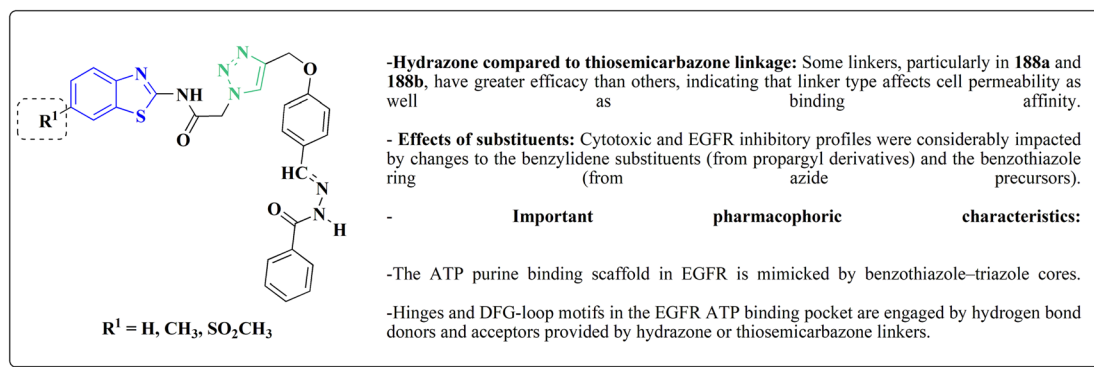 N
S
R¹
NH
O
N
N
N
O
HC
N
N
H
O
R¹ = H, CH₃, SO₂CH₃
-Hydrazone compared to thiosemicarbazone linkage: Some linkers, particularly in 188a and
188b, have greater efficacy than others, indicating that linker type affects cell permeability as
well as binding affinity.
- Effects of substituents: Cytotoxic and EGFR inhibitory profiles were considerably impacted
by changes to the benzylidene substituents (from propargyl derivatives) and the benzothiazole
ring (from azide precursors).
- Important pharmacophoric characteristics:
-The ATP purine binding scaffold in EGFR is mimicked by benzothiazole–triazole cores.
-Hinges and DFG-loop motifs in the EGFR ATP binding pocket are engaged by hydrogen bond
donors and acceptors provided by hydrazone or thiosemicarbazone linkers.